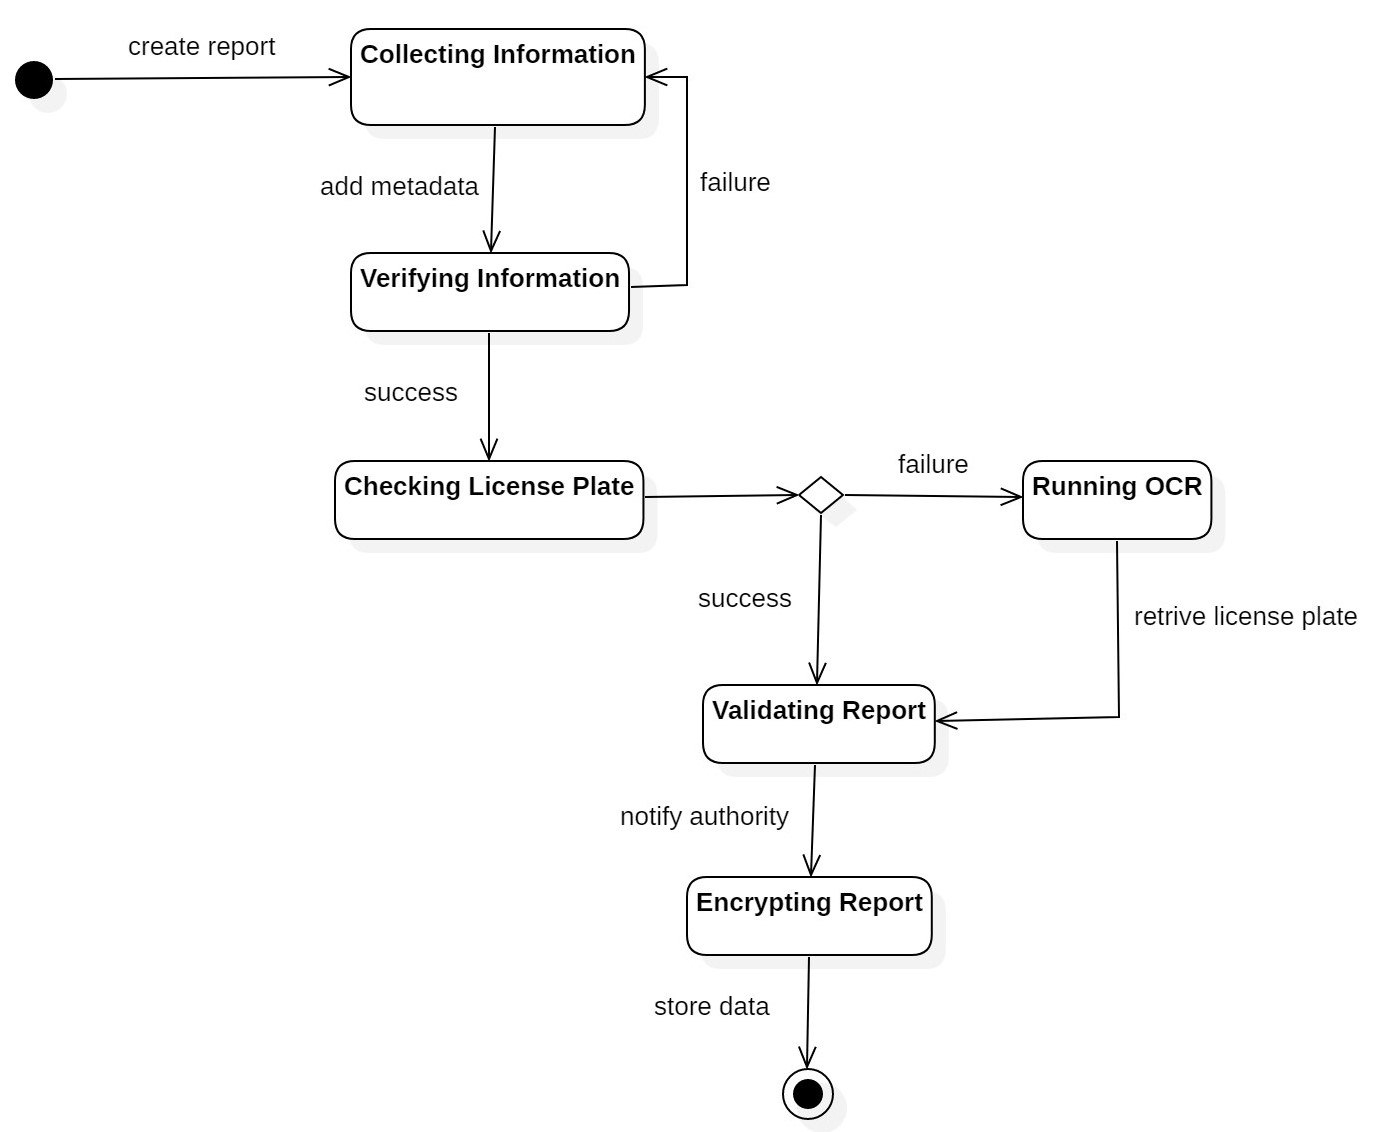 create report
Collecting Information
add metadata
failure
Verifying Information
success
Checking License Plate
failure
Running OCR
success
retrive license plate
Validating Report
notify authority
Encrypting Report
store data